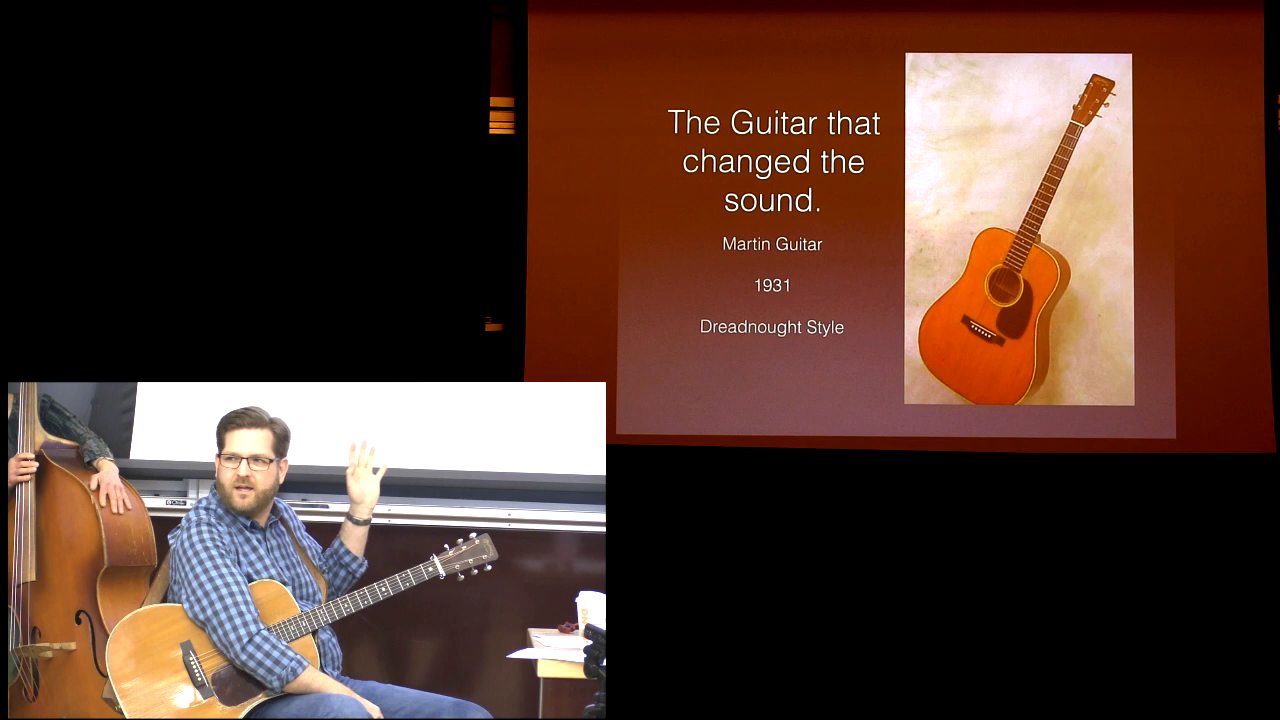 The Guitar that
changed the
sound.
Martin Guitar
1931
Dreadnought Style